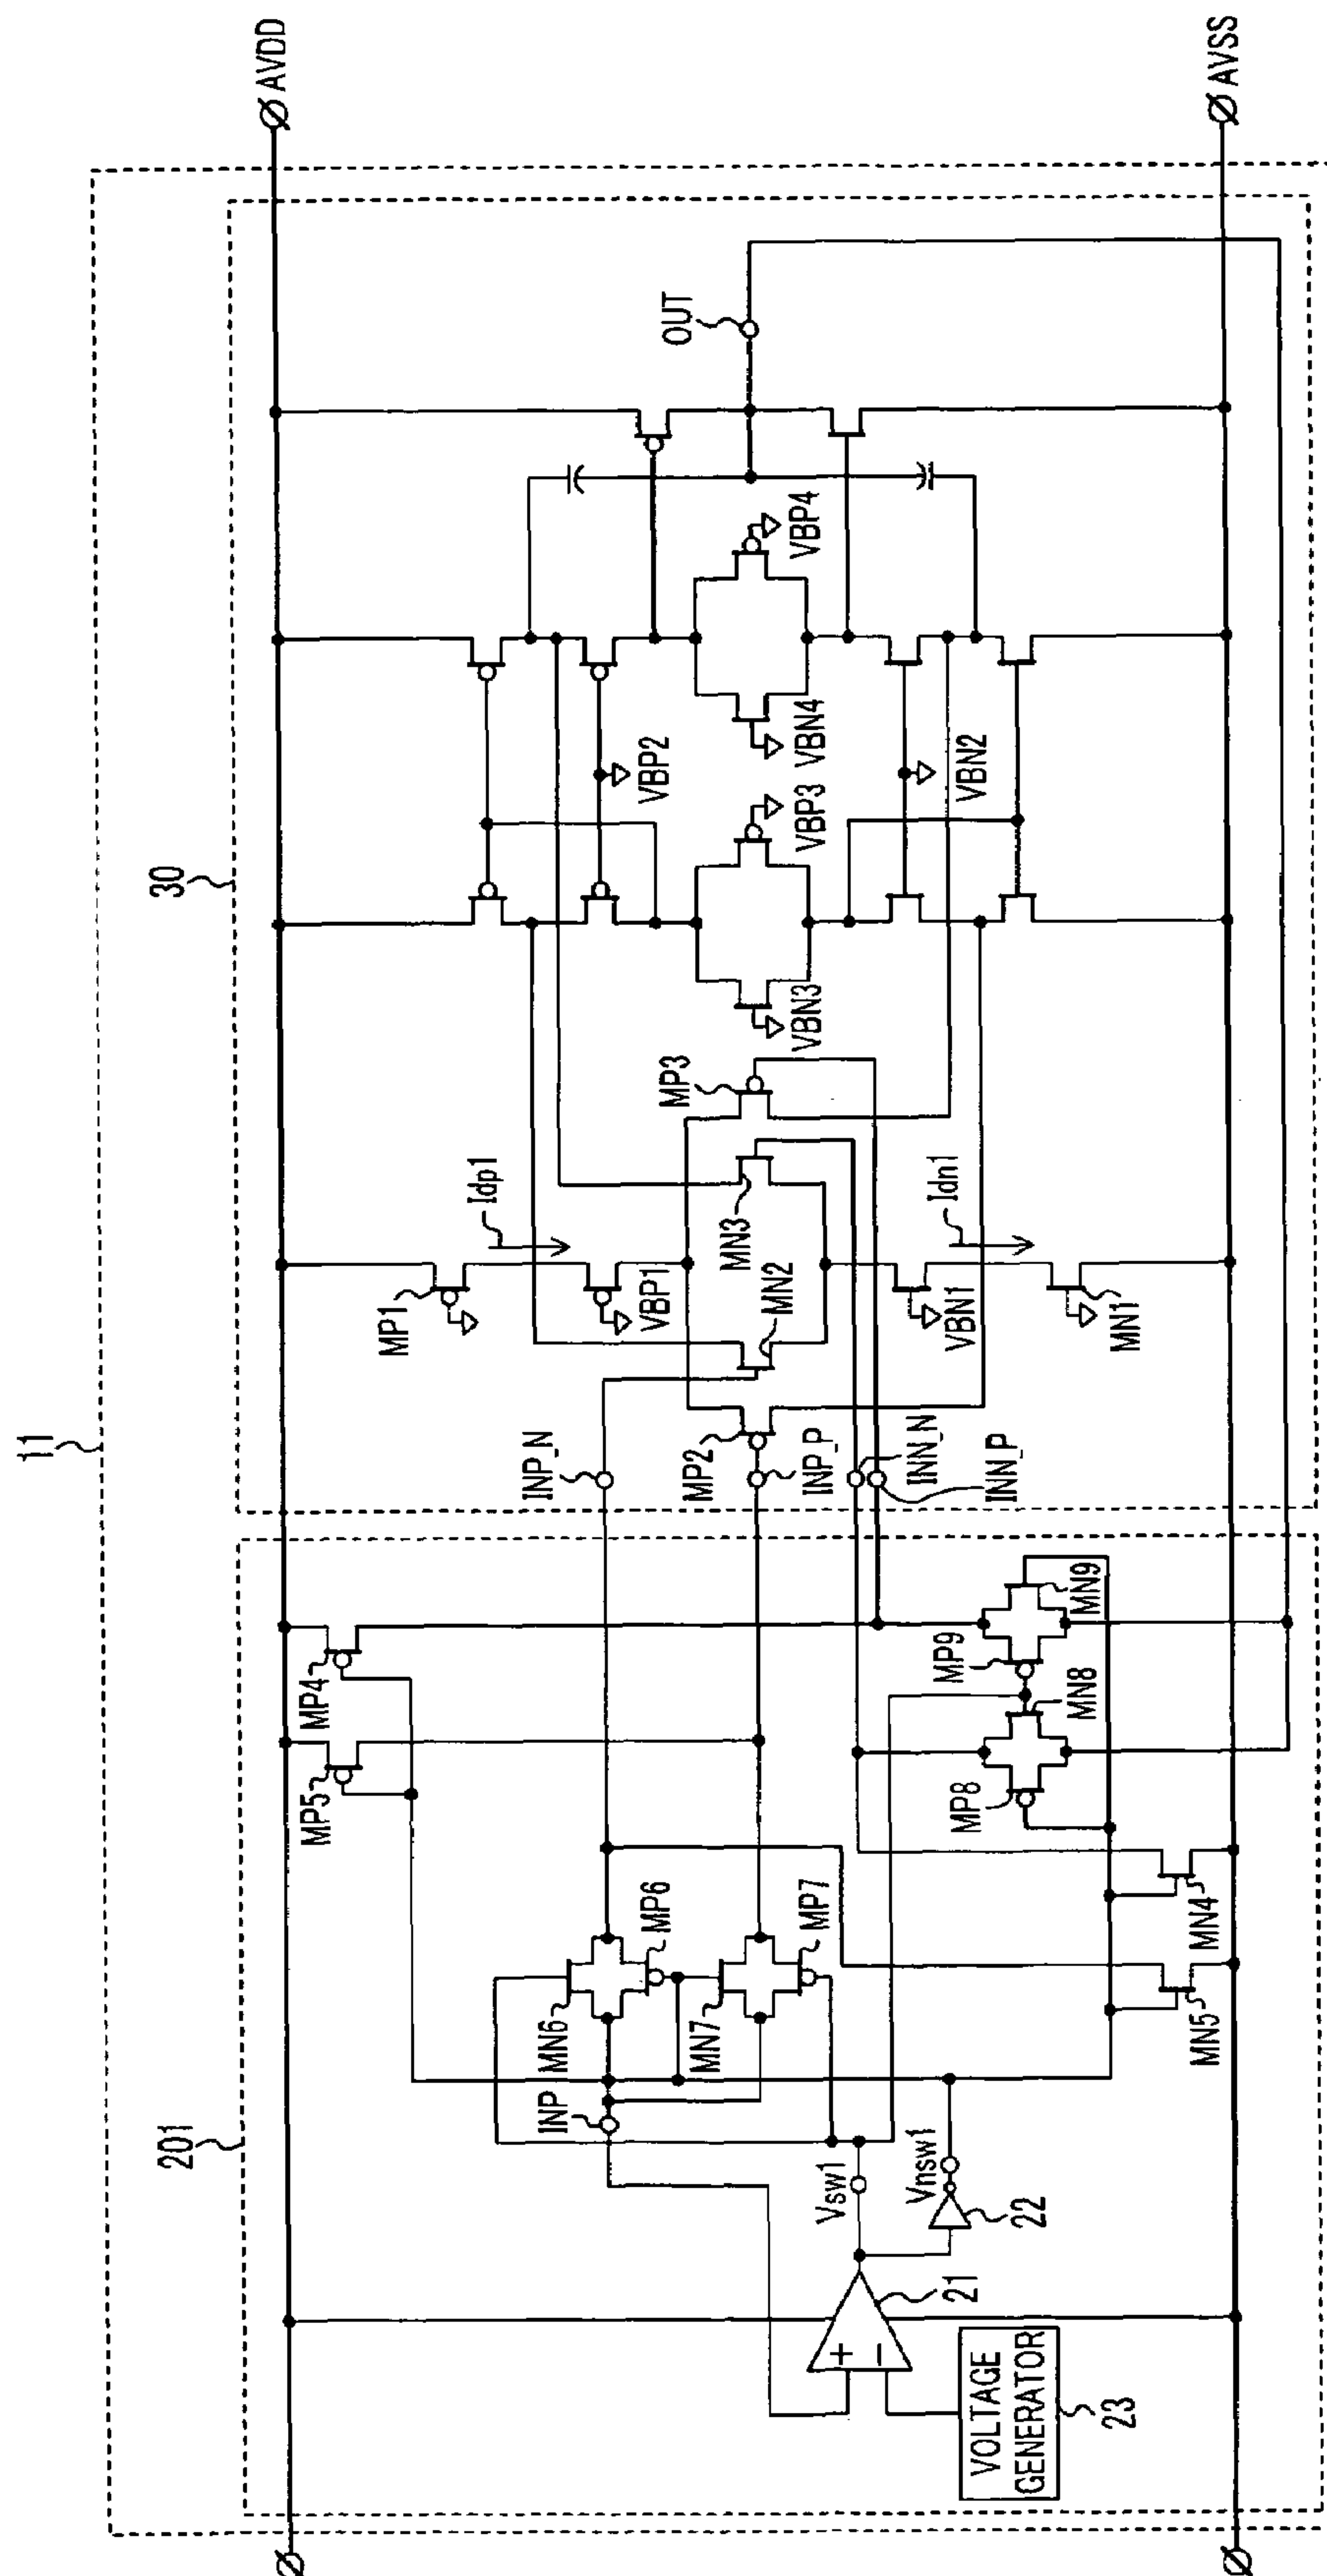 11
201
30
AVDD
AVSS
MP5
MP4
MP1
Idp1
VBP1
VBP2
OUT
INP_N
MN2
MN3
MP3
VBN3
VBP3
VBN4
VBP4
MN6
MP6
INP
MN7
MP7
MP2
INP_P
INN_N
INN_P
Vsw1
Vnsw1
21
22
+
−
VOLTAGE
GENERATOR
23
MP8
MN8
MP9
MN9
MN5
MN4
VBN1
Idn1
MN1
VBN2